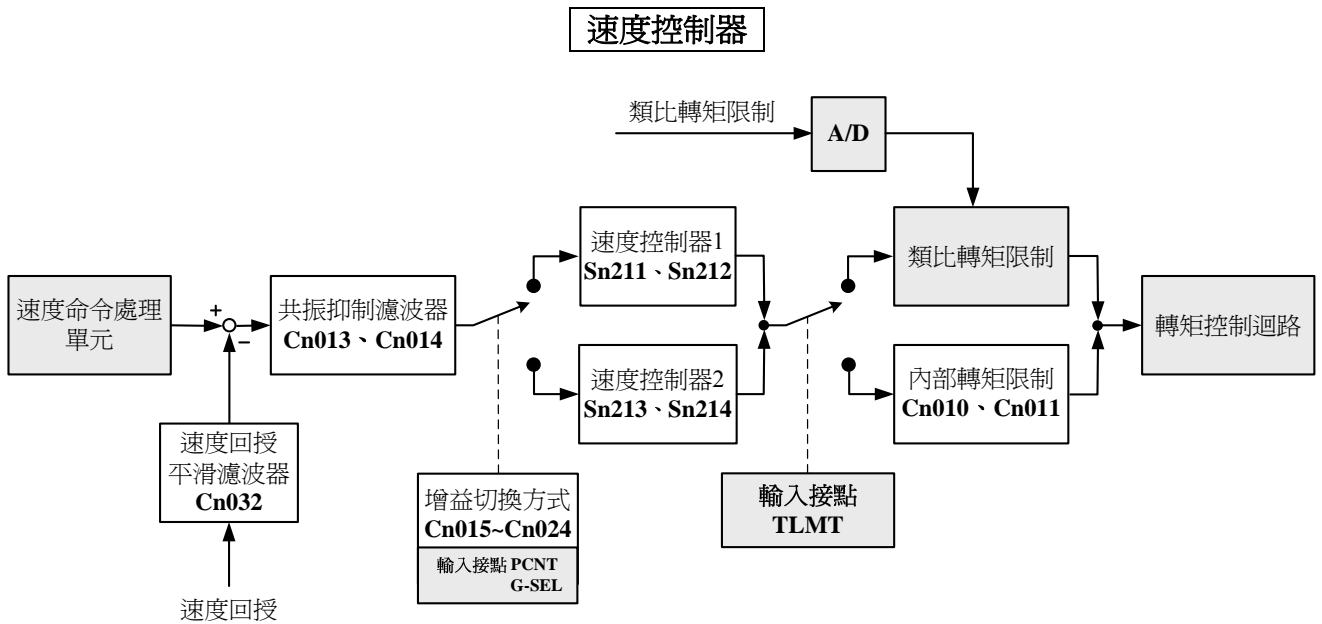 速度控制器
類比轉矩限制
A/D
速度控制器1
Sn211、Sn212
類比轉矩限制
速度命令處理
單元
+
−
共振抑制濾波器
Cn013、Cn014
轉矩控制迴路
速度控制器2
Sn213、Sn214
內部轉矩限制
Cn010、Cn011
速度回授
平滑濾波器
Cn032
增益切換方式
Cn015~Cn024
輸入接點 PCNT
G-SEL
輸入接點
TLMT
速度回授